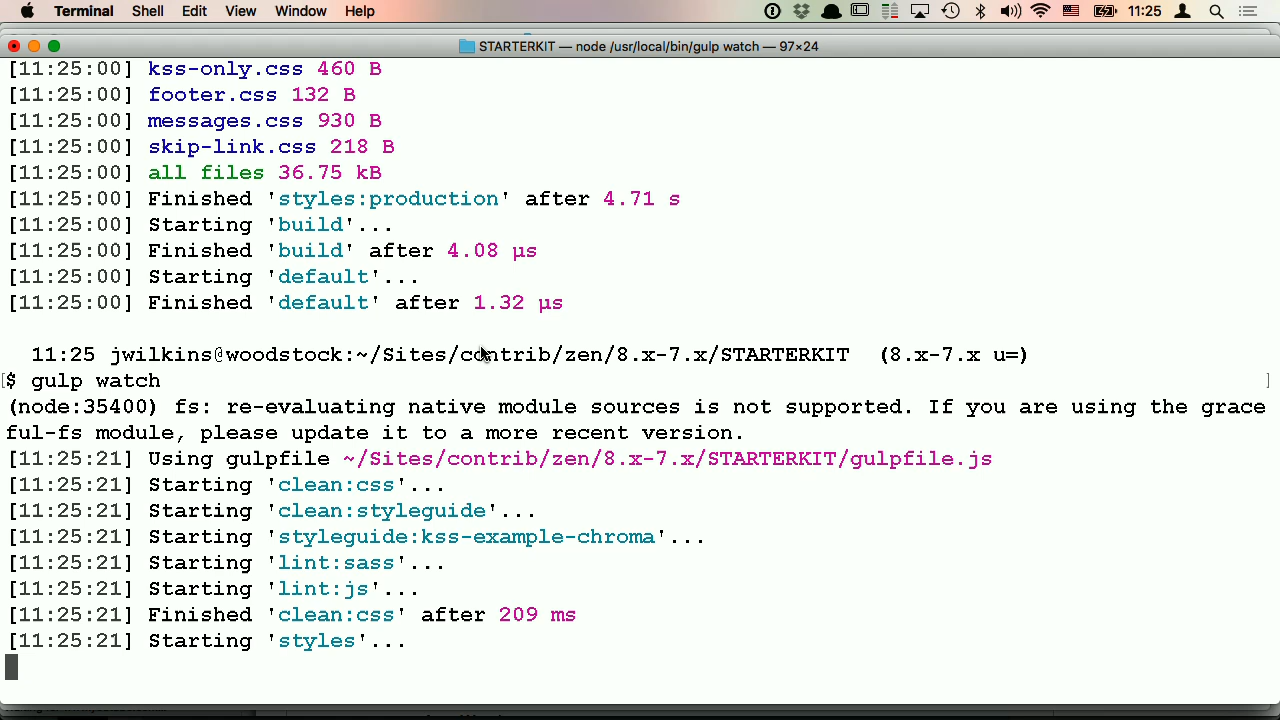 Terminal Shell Edit View Window Help 11:25
STARTERKIT — node /usr/local/bin/gulp watch — 97×24
[11:25:00] kss-only.css 460 B
[11:25:00] footer.css 132 B
[11:25:00] messages.css 930 B
[11:25:00] skip-link.css 218 B
[11:25:00] all files 36.75 kB
[11:25:00] Finished 'styles:production' after 4.71 s
[11:25:00] Starting 'build'...
[11:25:00] Finished 'build' after 4.08 μs
[11:25:00] Starting 'default'...
[11:25:00] Finished 'default' after 1.32 μs
11:25 jwilkins@woodstock:~/Sites/contrib/zen/8.x-7.x/STARTERKIT (8.x-7.x u=)
[$ gulp watch ]
(node:35400) fs: re-evaluating native module sources is not supported. If you are using the grace
ful-fs module, please update it to a more recent version.
[11:25:21] Using gulpfile ~/Sites/contrib/zen/8.x-7.x/STARTERKIT/gulpfile.js
[11:25:21] Starting 'clean:css'...
[11:25:21] Starting 'clean:styleguide'...
[11:25:21] Starting 'styleguide:kss-example-chroma'...
[11:25:21] Starting 'lint:sass'...
[11:25:21] Starting 'lint:js'...
[11:25:21] Finished 'clean:css' after 209 ms
[11:25:21] Starting 'styles'...